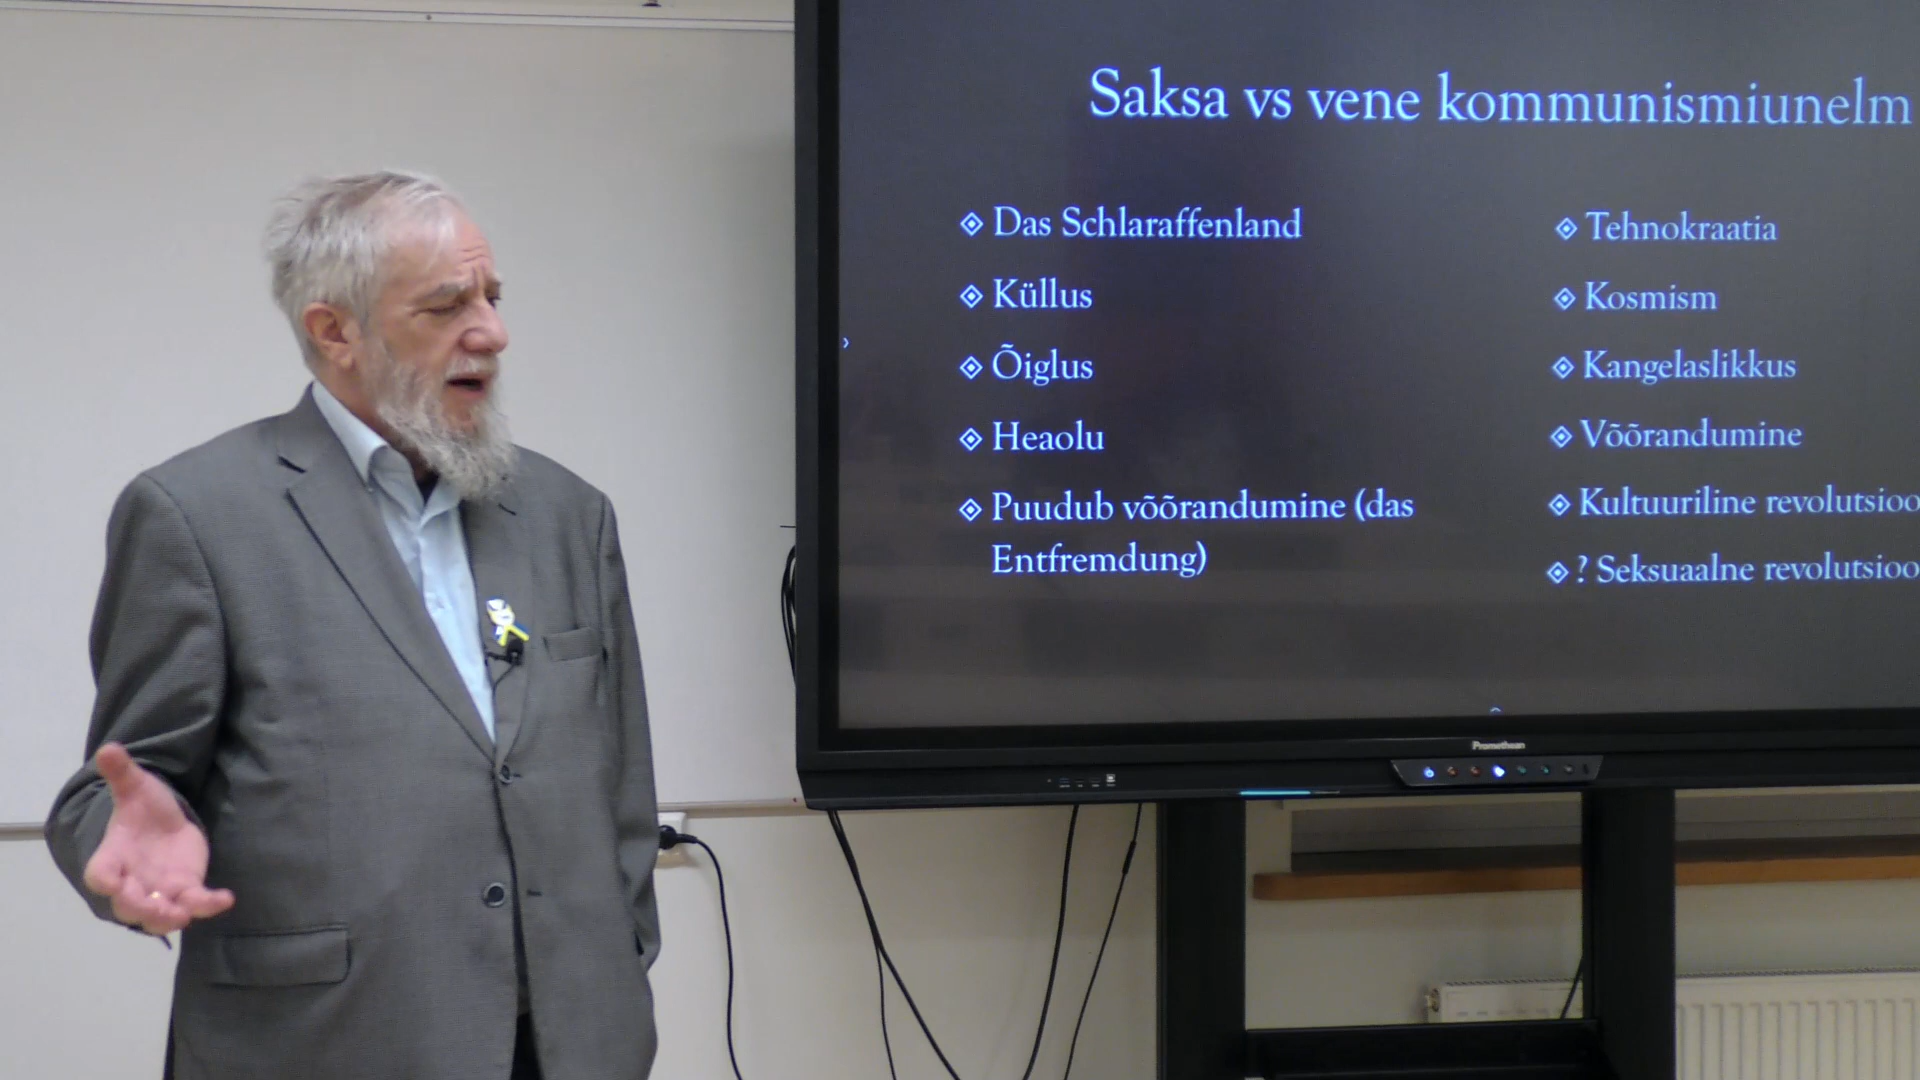 Saksa vs vene kommunismiunelm
Das Schlaraffenland
Küllus
Õiglus
Heaolu
Puudub võõrandumine (das
Entfremdung)
Tehnokraatia
Kosmism
Kangelaslikkus
Võõrandumine
Kultuuriline revolutsioo
? Seksuaalne revolutsioo
Promethean